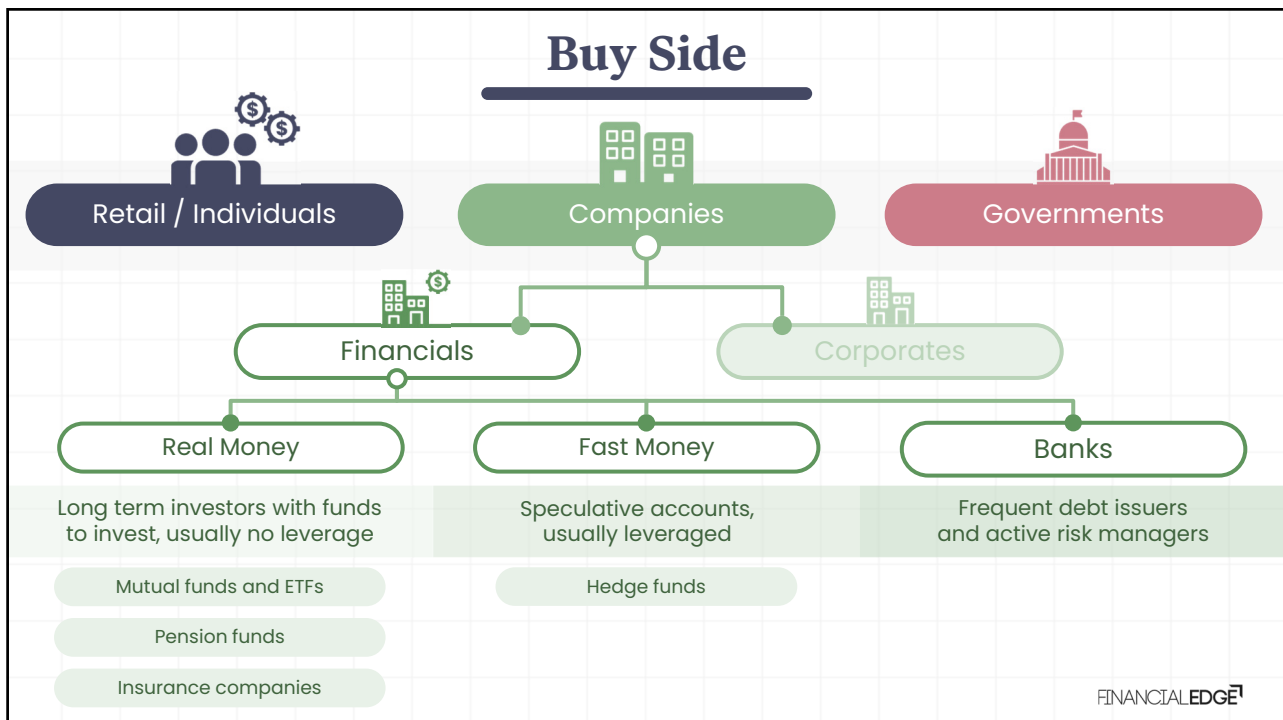 Buy Side
$
$
Retail / Individuals
Companies
Governments
$
Financials
Corporates
Real Money
Fast Money
Banks
Long term investors with funds
to invest, usually no leverage
Speculative accounts,
usually leveraged
Frequent debt issuers
and active risk managers
Mutual funds and ETFs
Hedge funds
Pension funds
Insurance companies
FINANCIALEDGE